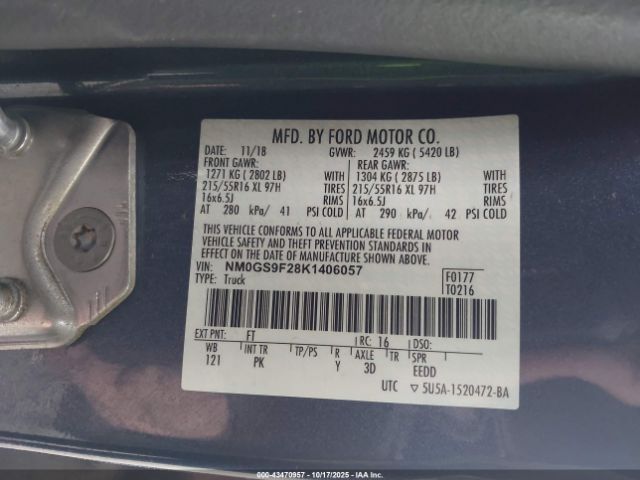 MFD. BY FORD MOTOR CO.
DATE: 11/18 GVWR: 2459 KG ( 5420 LB)
FRONT GAWR: REAR GAWR:
1271 KG ( 2802 LB) WITH 1304 KG ( 2875 LB) WITH
215/55R16 XL 97H TIRES 215/55R16 XL 97H TIRES
16x6.5J RIMS 16x6.5J RIMS
AT 280 kPa/ 41 PSI COLD AT 290 kPa/ 42 PSI COLD
THIS VEHICLE CONFORMS TO ALL APPLICABLE FEDERAL MOTOR
VEHICLE SAFETY AND THEFT PREVENTION STANDARDS IN
EFFECT ON THE DATE OF MANUFACTURE SHOWN ABOVE.
VIN: NM0GS9F28K1406057 F0177
TYPE: Truck T0216
EXT PNT: FT RC: 16 DSO:
WB INT TR TP/PS R AXLE TR SPR
121 PK Y 3D EEDD
UTC ▽ 5U5A-1520472-BA
© - 43470957 - 10/17/2025 - IAAI.COM